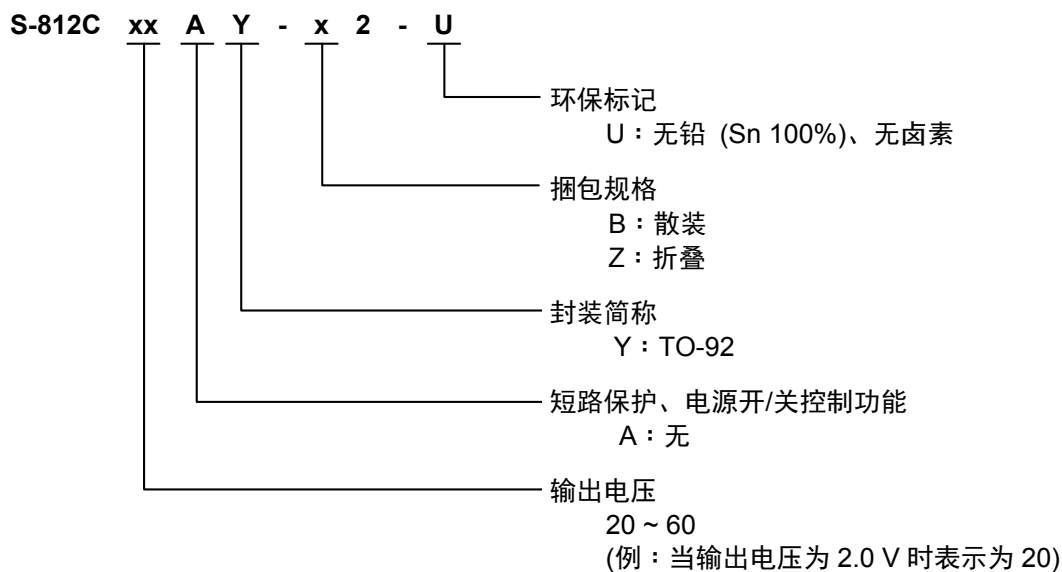 S-812C xx A Y - x 2 - U
环保标记
U：无铅 (Sn 100%)、无卤素
捆包规格
B：散装
Z：折叠
封装简称
Y：TO-92
短路保护、电源开/关控制功能
A：无
输出电压
20 ~ 60
(例：当输出电压为 2.0 V 时表示为 20)